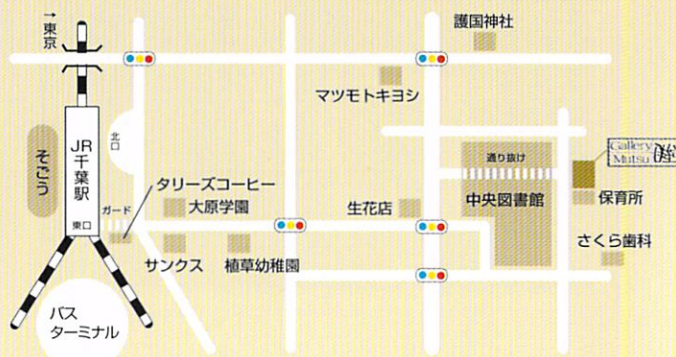 →東京
護国神社
マツモトキヨシ
北口
JR千葉駅
そごう
通り抜け
Gallery
Mutsu
中央図書館
保育所
タリーズコーヒー
ガード
大原学園
生花店
東口
サンクス
植草幼稚園
さくら歯科
バス
ターミナル